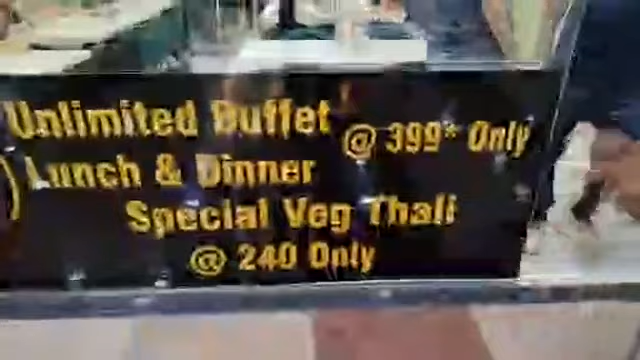 Unlimited Buffet @ 399* Only
) Lunch & Dinner
Special Veg Thali
@ 240 Only